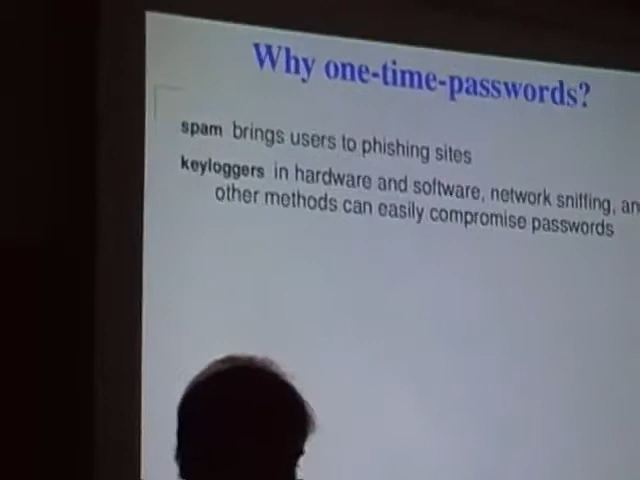 Why one-time-passwords?
spam brings users to phishing sites
keyloggers in hardware and software, network sniffing, an
other methods can easily compromise passwords